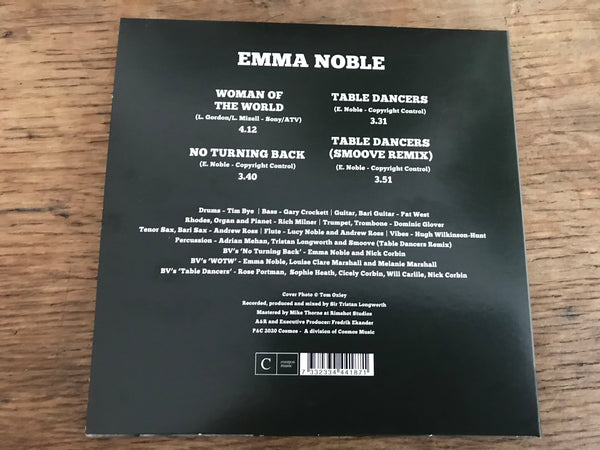 EMMA NOBLE
WOMAN OF
THE WORLD
(L. Gordon/L. Mizell - Sony/ATV)
4.12
NO TURNING BACK
(E. Noble - Copyright Control)
3.40
TABLE DANCERS
(E. Noble - Copyright Control)
3.31
TABLE DANCERS
(SMOOVE REMIX)
(E. Noble - Copyright Control)
3.51
Drums - Tim Bye | Bass - Gary Crockett | Guitar, Bari Guitar - Pat West
Rhodes, Organ and Pianet - Rich Milner | Trumpet, Trombone - Dominic Glover
Tenor Sax, Bari Sax - Andrew Ross | Flute - Lucy Noble and Andrew Ross | Vibes - Hugh Wilkinson-Hunt
Percussion - Adrian Mehan, Tristan Longworth and Smoove (Table Dancers Remix)
BV's 'No Turning Back' - Emma Noble and Nick Corbin
BV's 'WOTW' - Emma Noble, Louise Clare Marshall and Melanie Marshall
BV's 'Table Dancers' - Rose Portman, Sophie Heath, Cicely Corbin, Will Carlile, Nick Corbin
Cover Photo © Tom Oxley
Recorded, produced and mixed by Sir Tristan Longworth
Mastered by Mike Thorne at Rimshot Studios
A&R and Executive Producer: Fredrik Ekander
P&C 2020 Cosmos - A division of Cosmos Music
C
7 332334 441871